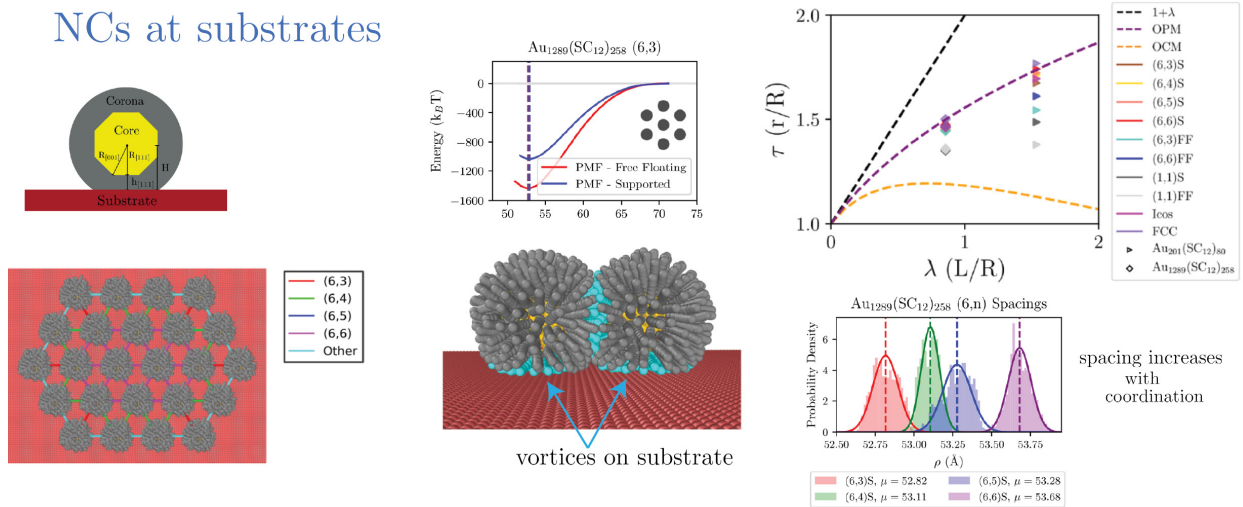 NCs at substrates
Corona
Core
R[001]
R[111]
H
h[111]
Substrate
(6,3)
(6,4)
(6,5)
(6,6)
Other
Au1289(SC12)258 (6,3)
Energy (kBT)
0
−400
−800
−1200
−1600
PMF - Free Floating
PMF - Supported
50 55 60 65 70 75
vortices on substrate
τ (r/R)
2.0
1.5
1.0
0 1 2
λ (L/R)
1+λ
OPM
OCM
(6,3)S
(6,4)S
(6,5)S
(6,6)S
(6,3)FF
(6,6)FF
(1,1)S
(1,1)FF
Icos
FCC
Au201(SC12)80
Au1289(SC12)258
Au1289(SC12)258 (6,n) Spacings
Probability Density
6
4
2
0
52.50 52.75 53.00 53.25 53.50 53.75
ρ (Å)
(6,3)S, μ = 52.82 (6,5)S, μ = 53.28
(6,4)S, μ = 53.11 (6,6)S, μ = 53.68
spacing increases
with
coordination